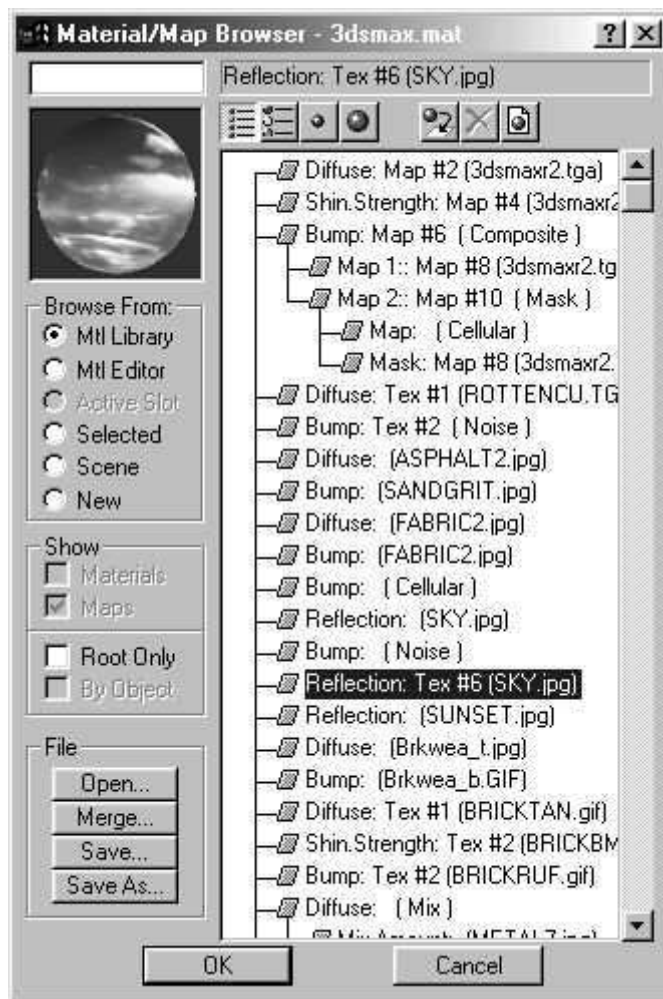 Material/Map Browser - 3dsmax.mat
Reflection: Tex #6 (SKY.jpg)
Diffuse: Map #2 (3dsmaxr2.tga)
Shin.Strength: Map #4 (3dsmaxr2
Bump: Map #6 ( Composite )
Map 1:: Map #8 (3dsmaxr2.tg
Map 2:: Map #10 ( Mask )
Map: ( Cellular )
Mask: Map #8 (3dsmaxr2.
Diffuse: Tex #1 (ROTTENCU.TG
Bump: Tex #2 ( Noise )
Diffuse: (ASPHALT2.jpg)
Bump: (SANDGRIT.jpg)
Diffuse: (FABRIC2.jpg)
Bump: (FABRIC2.jpg)
Bump: ( Cellular )
Reflection: (SKY.jpg)
Bump: ( Noise )
Reflection: Tex #6 (SKY.jpg)
Reflection: (SUNSET.jpg)
Diffuse: (Brkwea_t.jpg)
Bump: (Brkwea_b.GIF)
Diffuse: Tex #1 (BRICKTAN.gif)
Shin.Strength: Tex #2 (BRICKBM
Bump: Tex #2 (BRICKRUF.gif)
Diffuse: ( Mix )
Browse From:
Mtl Library
Mtl Editor
Active Slot
Selected
Scene
New
Show
Materials
Maps
Root Only
By Object
File
Open...
Merge...
Save...
Save As...
OK
Cancel